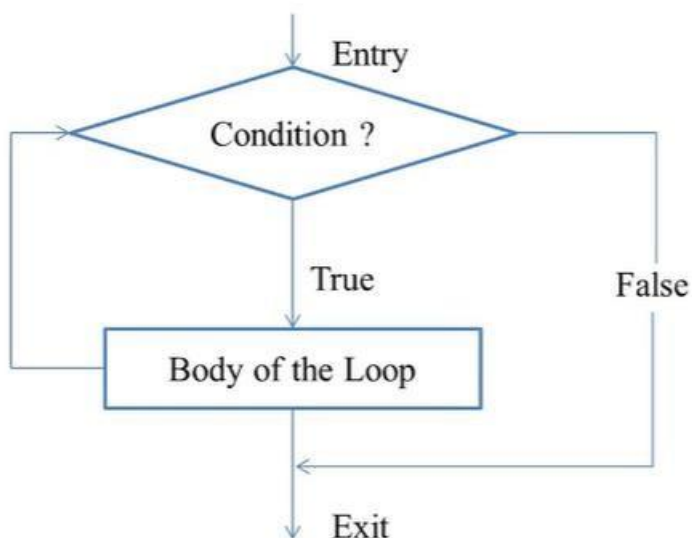 Entry
Condition ?
True
False
Body of the Loop
Exit